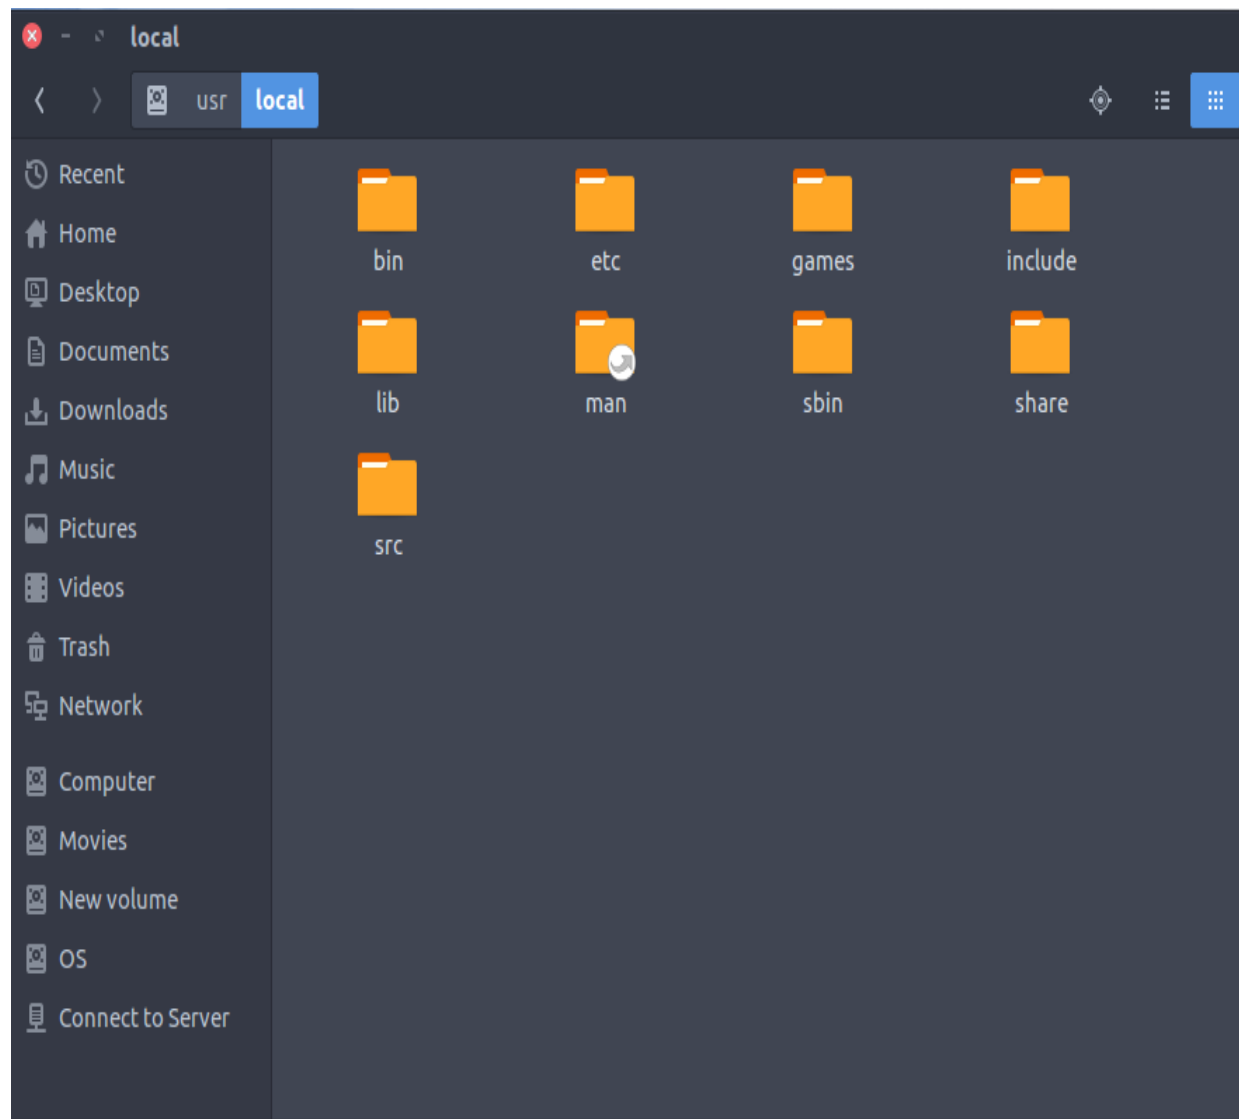 local
usr local
Recent
Home
Desktop
Documents
Downloads
Music
Pictures
Videos
Trash
Network
Computer
Movies
New volume
OS
Connect to Server
bin etc games include
lib man sbin share
src